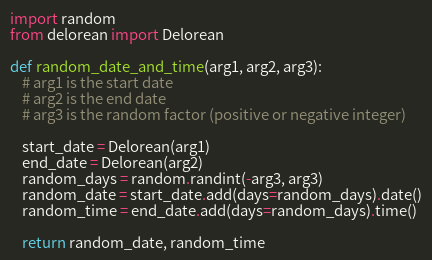 import random
from delorean import Delorean

def random_date_and_time(arg1, arg2, arg3):
    # arg1 is the start date
    # arg2 is the end date
    # arg3 is the random factor (positive or negative integer)

    start_date = Delorean(arg1)
    end_date = Delorean(arg2)
    random_days = random.randint(-arg3, arg3)
    random_date = start_date.add(days=random_days).date()
    random_time = end_date.add(days=random_days).time()

    return random_date, random_time